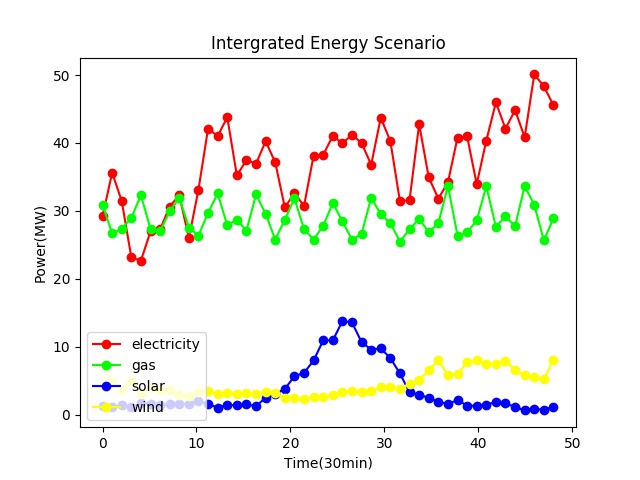 Intergrated Energy Scenario
50
40
30
20
10
0
Power(MW)
electricity
gas
solar
wind
0 10 20 30 40 50
Time(30min)